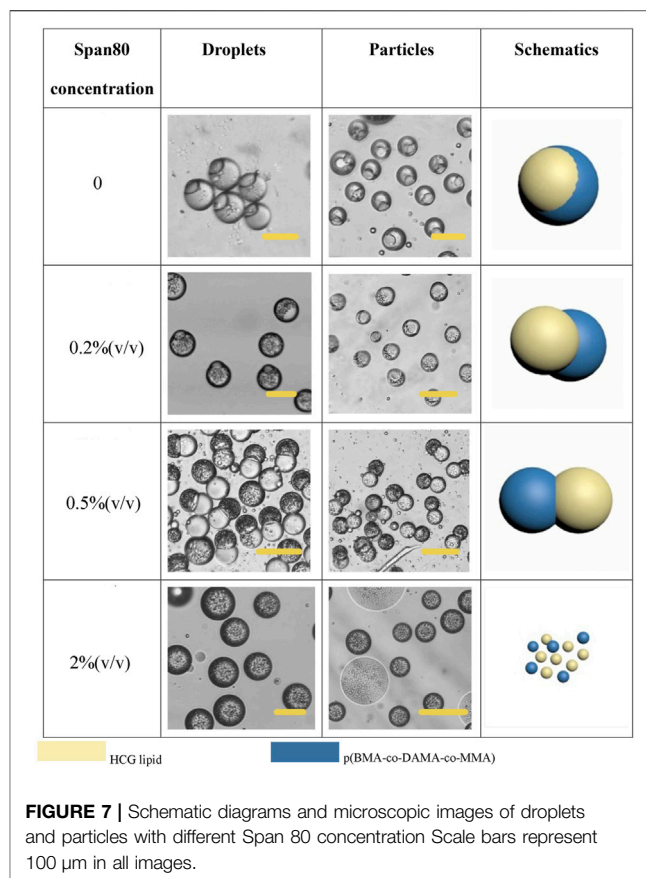 Span80
concentration
Droplets
Particles
Schematics
0
0.2%(v/v)
0.5%(v/v)
2%(v/v)
HCG lipid
p(BMA-co-DAMA-co-MMA)
FIGURE 7 | Schematic diagrams and microscopic images of droplets
and particles with different Span 80 concentration Scale bars represent
100 µm in all images.